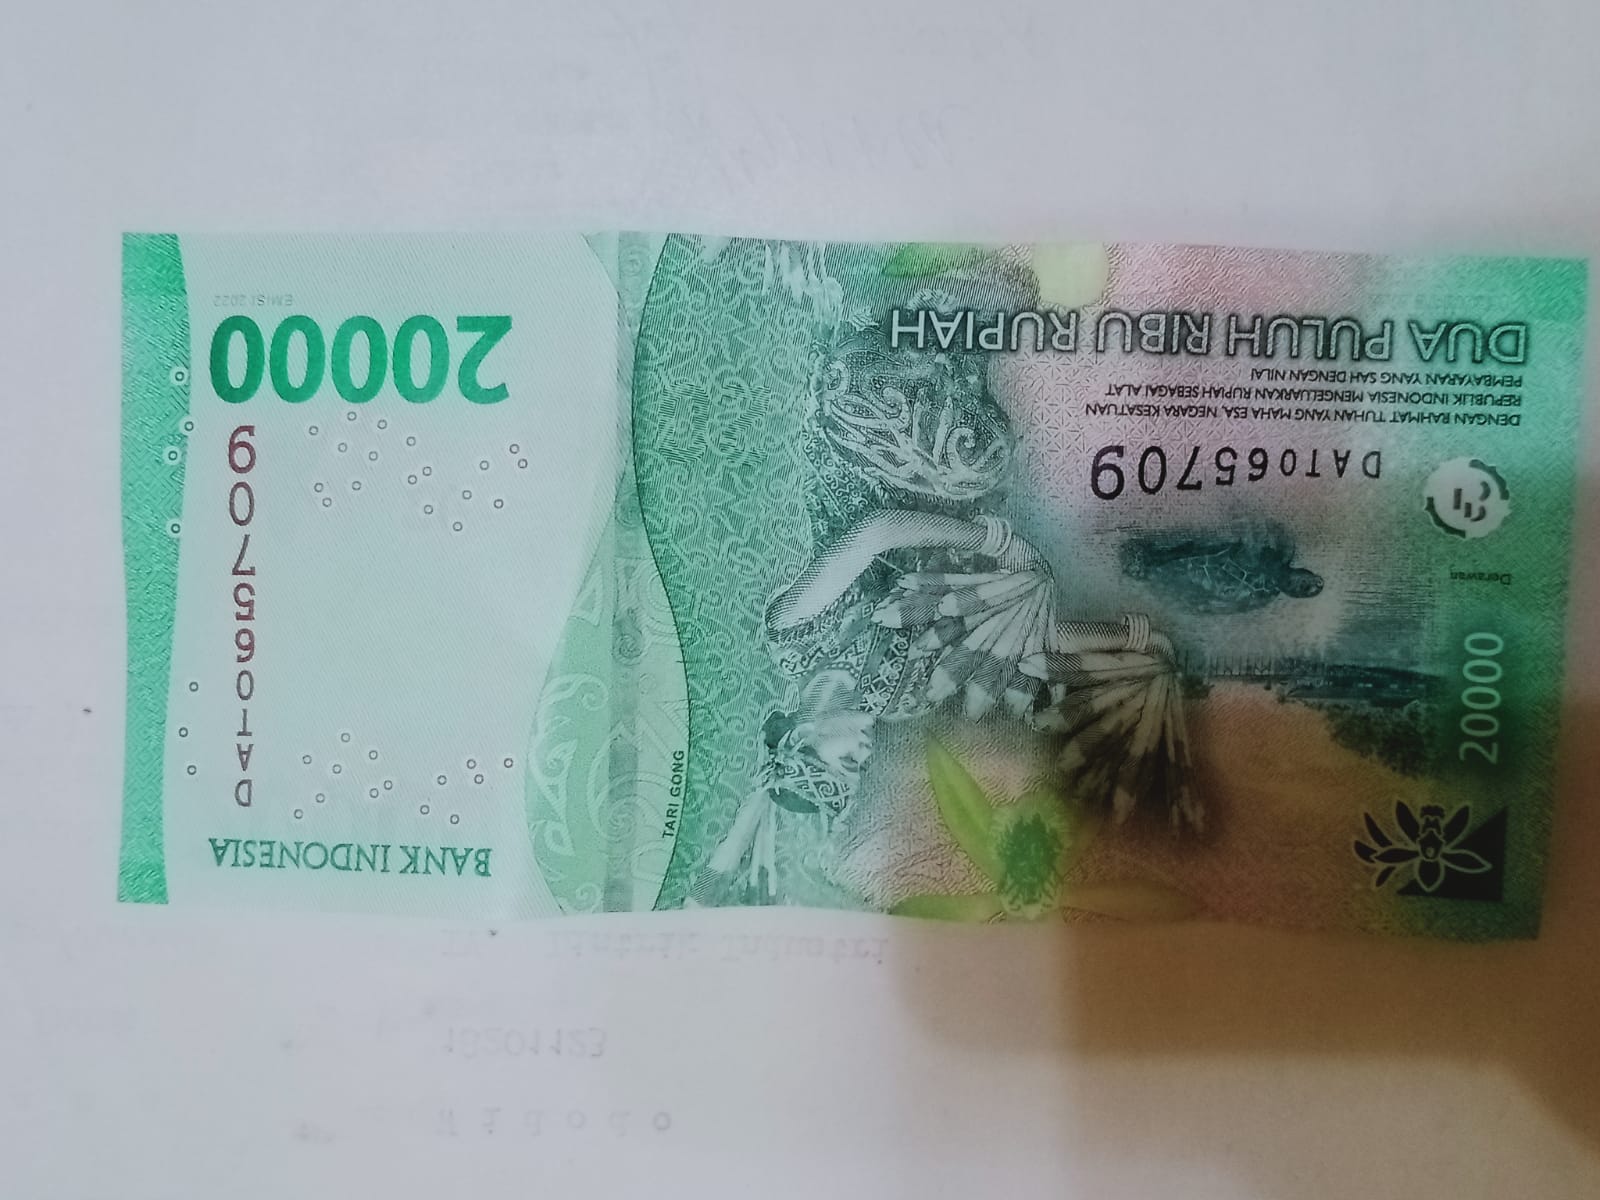 BANK INDONESIA
20000
TARI GONG
Derawan
DAT065709
DAT065709
DENGAN RAHMAT TUHAN YANG MAHA ESA, NEGARA KESATUAN
REPUBLIK INDONESIA MENGELUARKAN RUPIAH SEBAGAI ALAT
PEMBAYARAN YANG SAH DENGAN NILAI
DUA PULUH RIBU RUPIAH
20000
EMISI 2022
Industri
W i d o d o